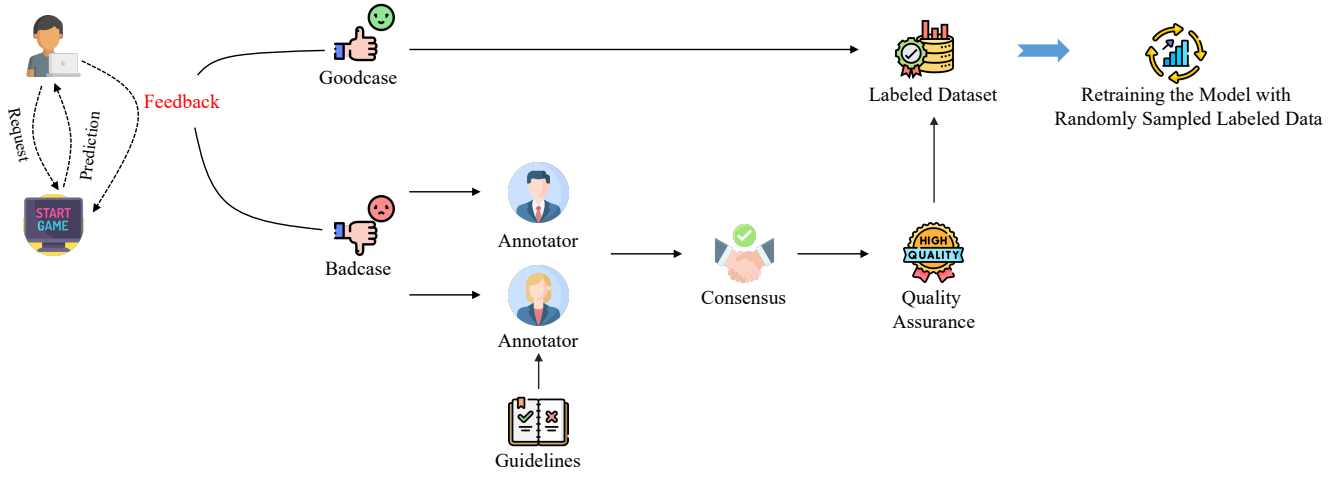 Request
Prediction
START
GAME
Feedback
Goodcase
Badcase
Annotator
Annotator
Guidelines
Consensus
HIGH
QUALITY
Quality
Assurance
Labeled Dataset
Retraining the Model with
Randomly Sampled Labeled Data